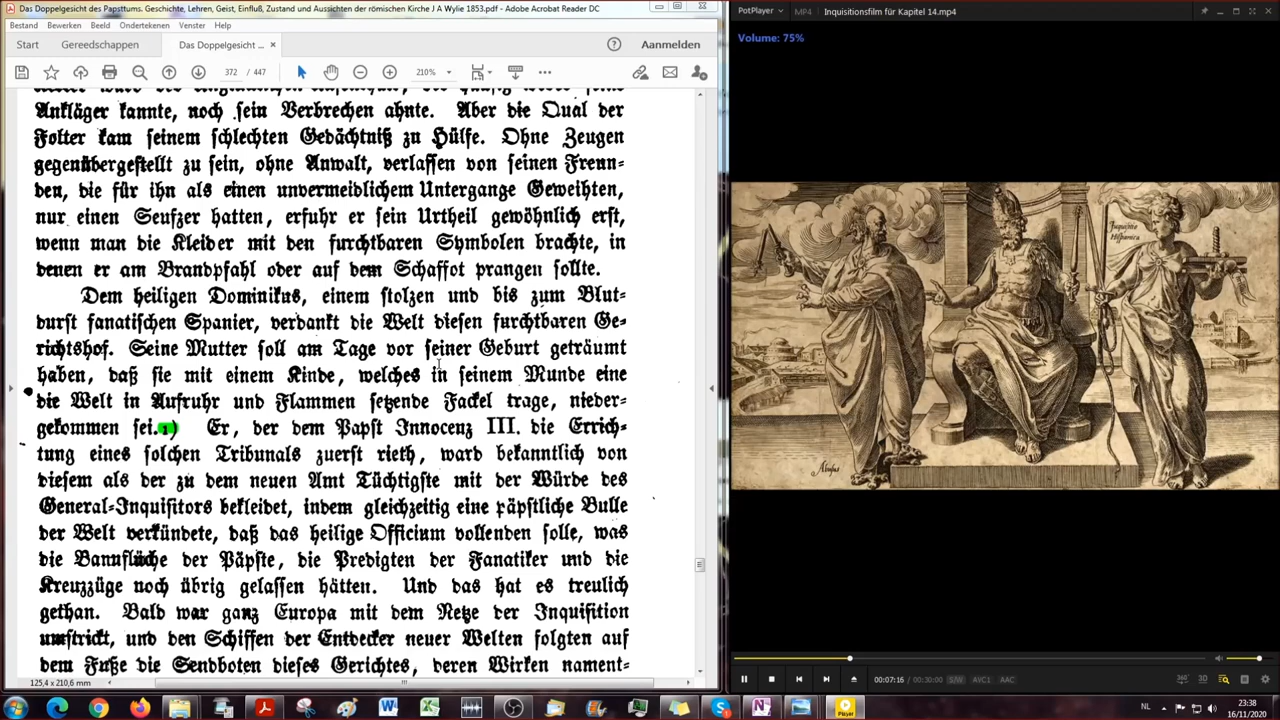 Das Doppelgesicht des Papsttums. Geschichte, Lehren, Geist, Einfluß, Zustand und Aussichten der römischen Kirche J A Wylie 1853.pdf - Adobe Acrobat Reader DC
Bestand Bewerken Beeld Ondertekenen Venster Help
Start Gereedschappen Das Doppelgesicht ... × Anmelden
372 / 447 210%
Ankläger kannte, noch sein Verbrechen ahnte. Aber die Qual der
Folter kam seinem schlechten Gedächtniß zu Hülfe. Ohne Zeugen
gegenübergestellt zu sein, ohne Anwalt, verlassen von seinen Freun-
den, die für ihn als einen unvermeidlichem Untergange Geweihten,
nur einen Seufzer hatten, erfuhr er sein Urtheil gewöhnlich erst,
wenn man die Kleider mit den furchtbaren Symbolen brachte, in
denen er am Brandpfahl oder auf dem Schaffot prangen sollte.
Dem heiligen Dominikus, einem stolzen und bis zum Blut-
durst fanatischen Spanier, verdankt die Welt diesen furchtbaren Ge-
richtshof. Seine Mutter soll am Tage vor seiner Geburt geträumt
haben, daß sie mit einem Kinde, welches in seinem Munde eine
die Welt in Aufruhr und Flammen setzende Fackel trage, nieder-
gekommen sei.1) Er, der dem Papst Innocenz III. die Errich-
tung eines solchen Tribunals zuerst rieth, ward bekanntlich von
diesem als der zu dem neuen Amt Tüchtigste mit der Würde des
General-Inquisitors bekleidet, indem gleichzeitig eine päpstliche Bulle
der Welt verkündete, daß das heilige Officium vollenden solle, was
die Bannflüche der Päpste, die Predigten der Fanatiker und die
Kreuzzüge noch übrig gelassen hätten. Und das hat es treulich
gethan. Bald war ganz Europa mit dem Netze der Inquisition
umstrickt, und den Schiffen der Entdecker neuer Welten folgten auf
dem Fuße die Sendboten dieses Gerichtes, deren Wirken nament-
125,4 x 210,6 mm
PotPlayer MP4 Inquisitionsfilm für Kapitel 14.mp4
Volume: 75%
Hispanica
00:07:16 / 00:30:00 S/W AVC1 AAC
360° 3D
NL 23:38
16/11/2020